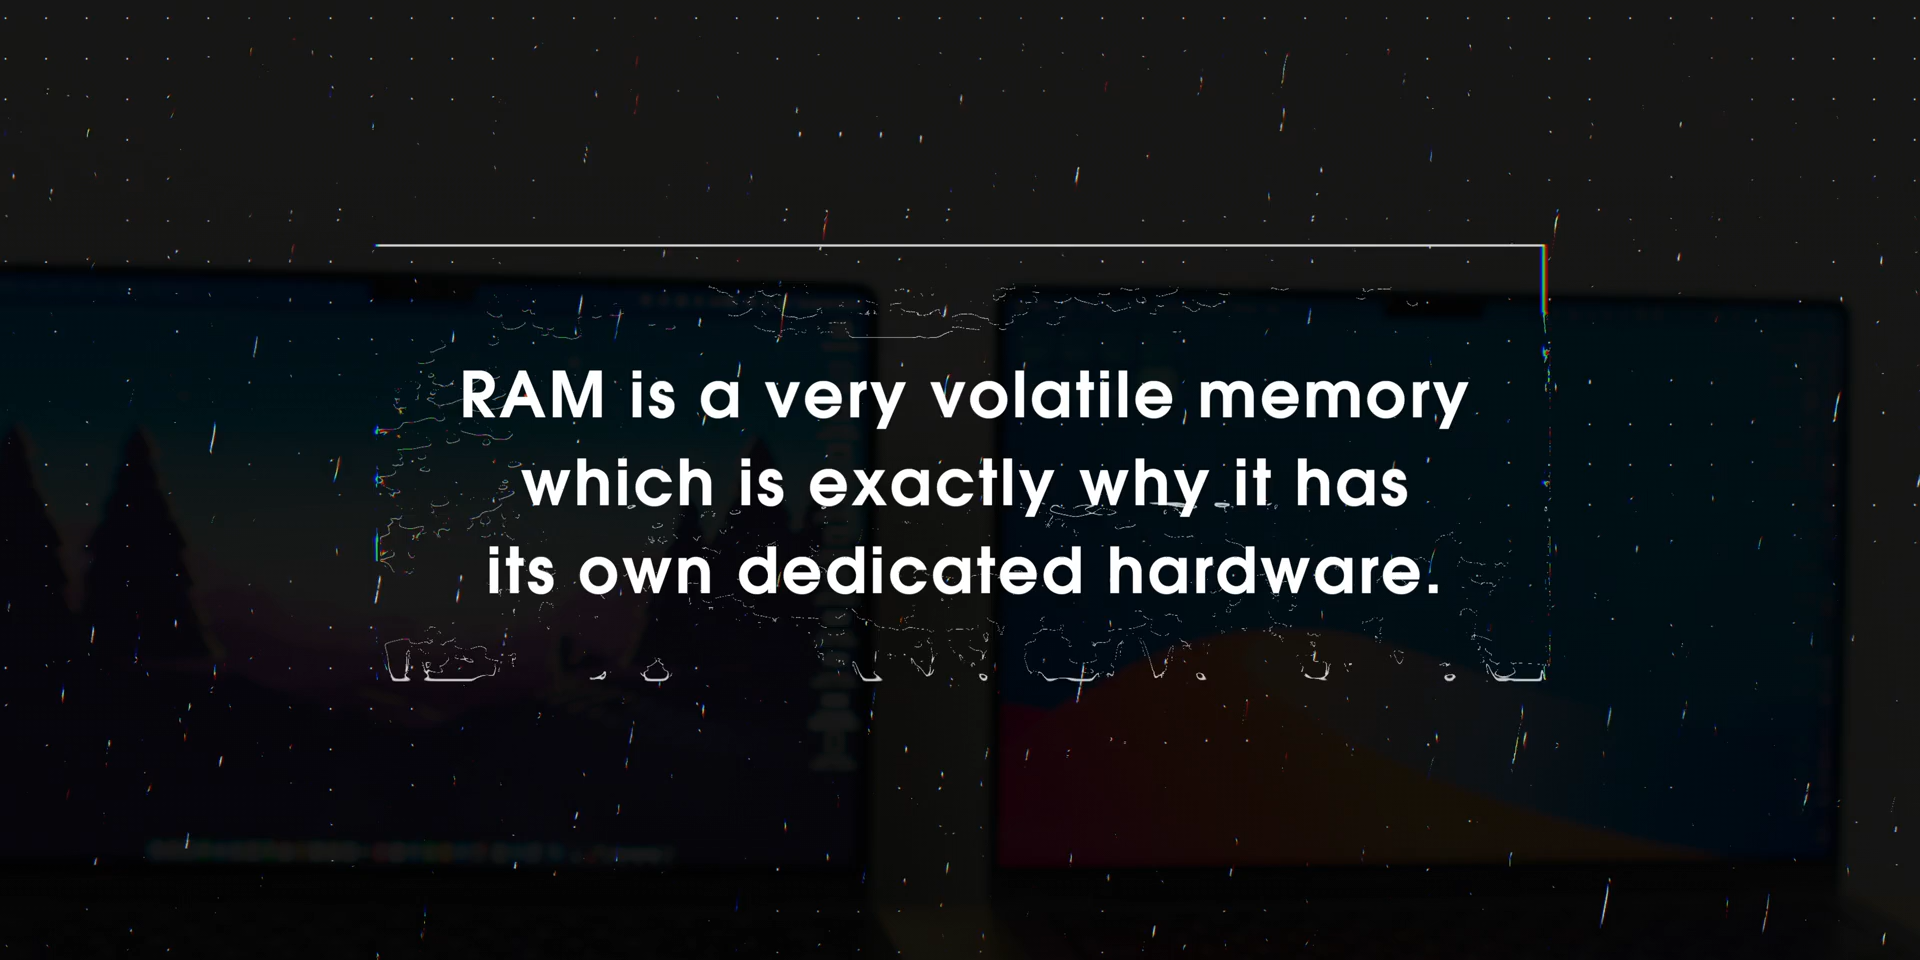 RAM is a very volatile memory
which is exactly why it has
its own dedicated hardware.